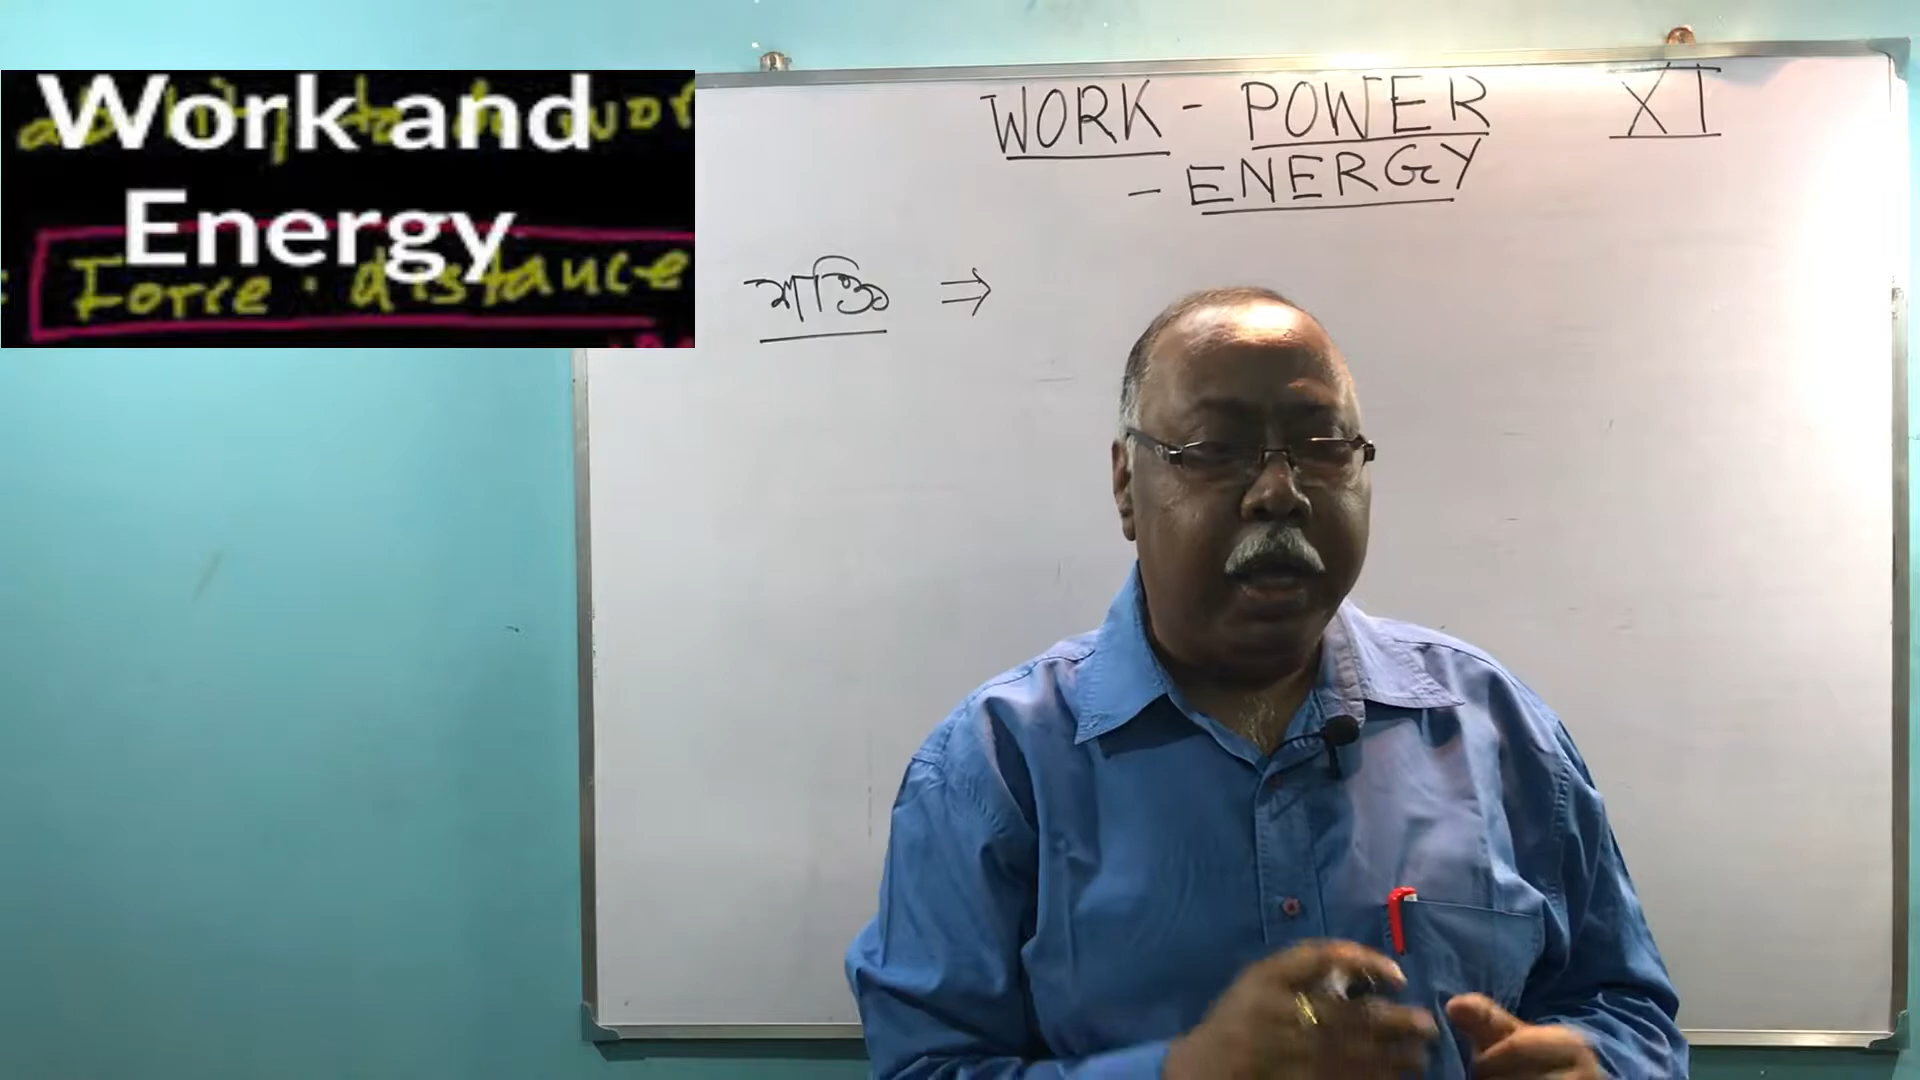 Work and
Energy
Force · distance
WORK - POWER XI
- ENERGY
শক্তি ⇒